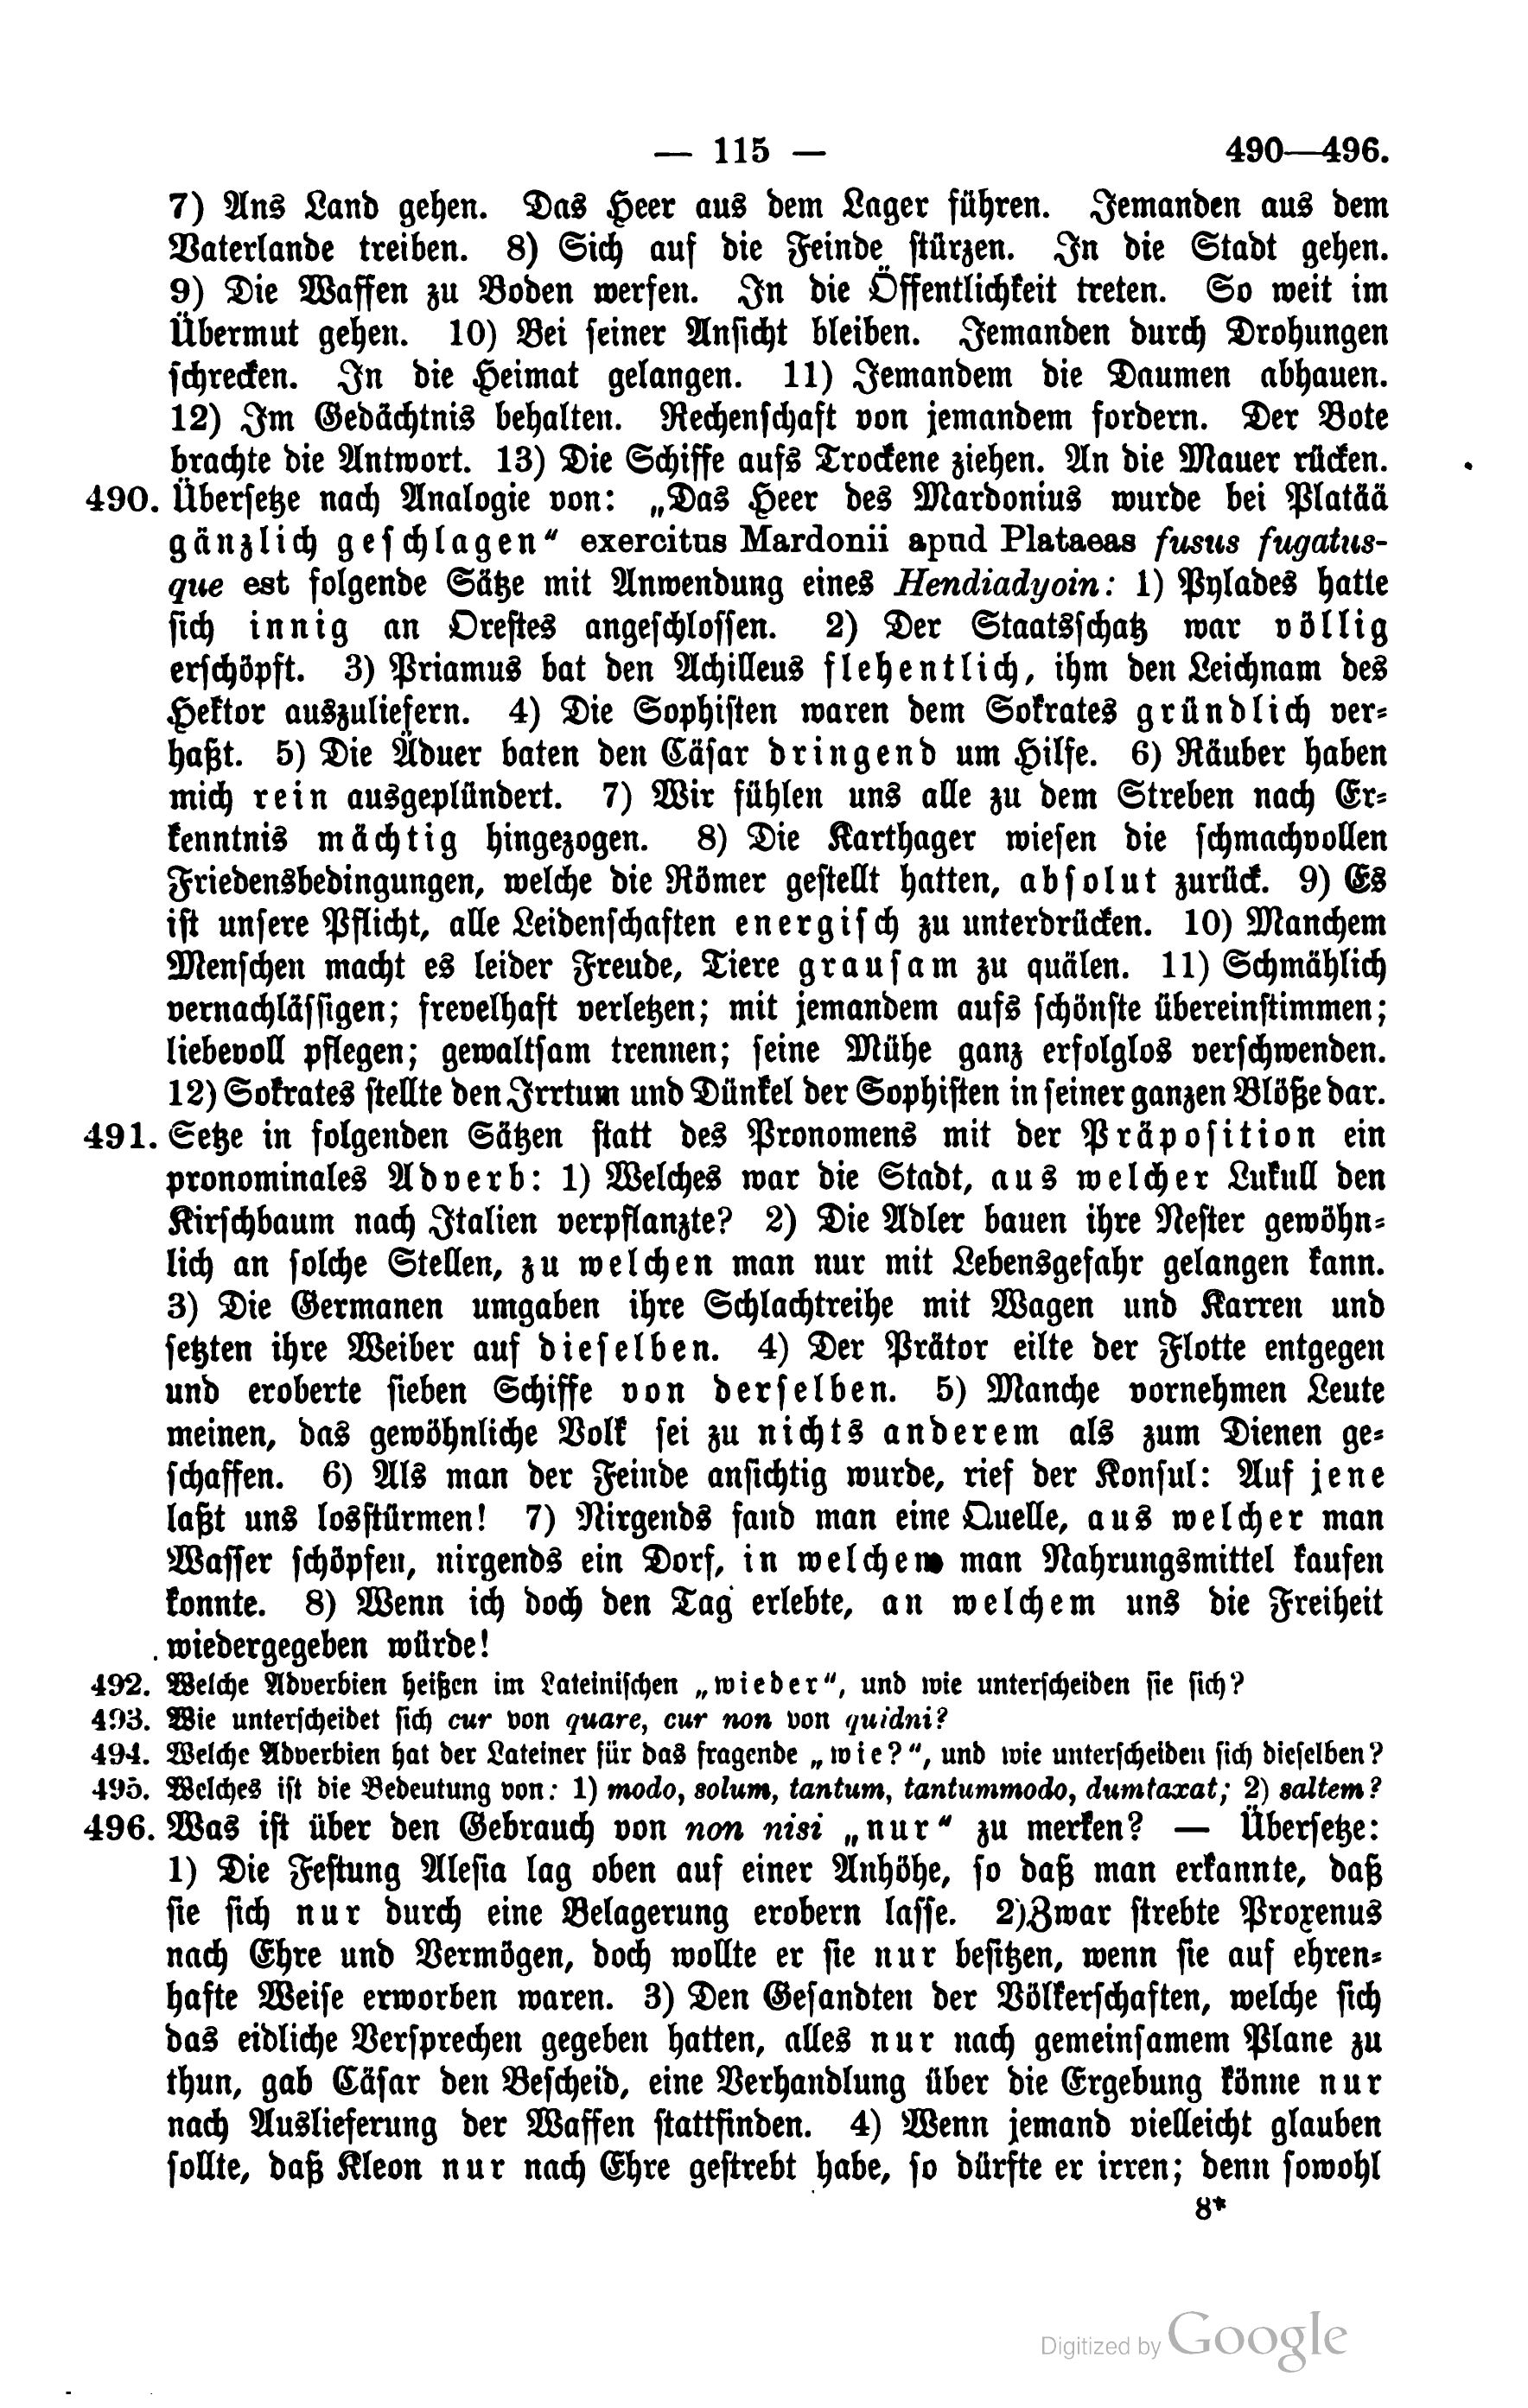 — 115 — 490—496.
7) Ans Land gehen. Das Heer aus dem Lager führen. Jemanden aus dem
Vaterlande treiben. 8) Sich auf die Feinde stürzen. In die Stadt gehen.
9) Die Waffen zu Boden werfen. In die Öffentlichkeit treten. So weit im
Übermut gehen. 10) Bei seiner Ansicht bleiben. Jemanden durch Drohungen
schrecken. In die Heimat gelangen. 11) Jemandem die Daumen abhauen.
12) Im Gedächtnis behalten. Rechenschaft von jemandem fordern. Der Bote
brachte die Antwort. 13) Die Schiffe aufs Trockene ziehen. An die Mauer rücken.
490. Übersetze nach Analogie von: „Das Heer des Mardonius wurde bei Platää
gänzlich geschlagen“ exercitus Mardonii apud Plataeas fusus fugatus-
que est folgende Sätze mit Anwendung eines Hendiadyoin: 1) Pylades hatte
sich innig an Orestes angeschlossen. 2) Der Staatsschatz war völlig
erschöpft. 3) Priamus bat den Achilleus flehentlich, ihm den Leichnam des
Hektor auszuliefern. 4) Die Sophisten waren dem Sokrates gründlich ver-
haßt. 5) Die Äduer baten den Cäsar dringend um Hilfe. 6) Räuber haben
mich rein ausgeplündert. 7) Wir fühlen uns alle zu dem Streben nach Er-
kenntnis mächtig hingezogen. 8) Die Karthager wiesen die schmachvollen
Friedensbedingungen, welche die Römer gestellt hatten, absolut zurück. 9) Es
ist unsere Pflicht, alle Leidenschaften energisch zu unterdrücken. 10) Manchem
Menschen macht es leider Freude, Tiere grausam zu quälen. 11) Schmählich
vernachlässigen; frevelhaft verletzen; mit jemandem aufs schönste übereinstimmen;
liebevoll pflegen; gewaltsam trennen; seine Mühe ganz erfolglos verschwenden.
12) Sokrates stellte den Irrtum und Dünkel der Sophisten in seiner ganzen Blöße dar.
491. Setze in folgenden Sätzen statt des Pronomens mit der Präposition ein
pronominales Adverb: 1) Welches war die Stadt, aus welcher Lukull den
Kirschbaum nach Italien verpflanzte? 2) Die Adler bauen ihre Nester gewöhn-
lich an solche Stellen, zu welchen man nur mit Lebensgefahr gelangen kann.
3) Die Germanen umgaben ihre Schlachtreihe mit Wagen und Karren und
setzten ihre Weiber auf dieselben. 4) Der Prätor eilte der Flotte entgegen
und eroberte sieben Schiffe von derselben. 5) Manche vornehmen Leute
meinen, das gewöhnliche Volk sei zu nichts anderem als zum Dienen ge-
schaffen. 6) Als man der Feinde ansichtig wurde, rief der Konsul: Auf jene
laßt uns losstürmen! 7) Nirgends fand man eine Quelle, aus welcher man
Wasser schöpfen, nirgends ein Dorf, in welchem man Nahrungsmittel kaufen
konnte. 8) Wenn ich doch den Tag erlebte, an welchem uns die Freiheit
wiedergegeben würde!
492. Welche Adverbien heißen im Lateinischen „wieder“, und wie unterscheiden sie sich?
493. Wie unterscheidet sich cur von quare, cur non von quidni?
494. Welche Adverbien hat der Lateiner für das fragende „wie?“, und wie unterscheiden sich dieselben?
495. Welches ist die Bedeutung von: 1) modo, solum, tantum, tantummodo, dumtaxat; 2) saltem?
496. Was ist über den Gebrauch von non nisi „nur“ zu merken? — Übersetze:
1) Die Festung Alesia lag oben auf einer Anhöhe, so daß man erkannte, daß
sie sich nur durch eine Belagerung erobern lasse. 2) Zwar strebte Proxenus
nach Ehre und Vermögen, doch wollte er sie nur besitzen, wenn sie auf ehren-
hafte Weise erworben waren. 3) Den Gesandten der Völkerschaften, welche sich
das eidliche Versprechen gegeben hatten, alles nur nach gemeinsamem Plane zu
thun, gab Cäsar den Bescheid, eine Verhandlung über die Ergebung könne nur
nach Auslieferung der Waffen stattfinden. 4) Wenn jemand vielleicht glauben
sollte, daß Kleon nur nach Ehre gestrebt habe, so dürfte er irren; denn sowohl
8*
Digitized by Google